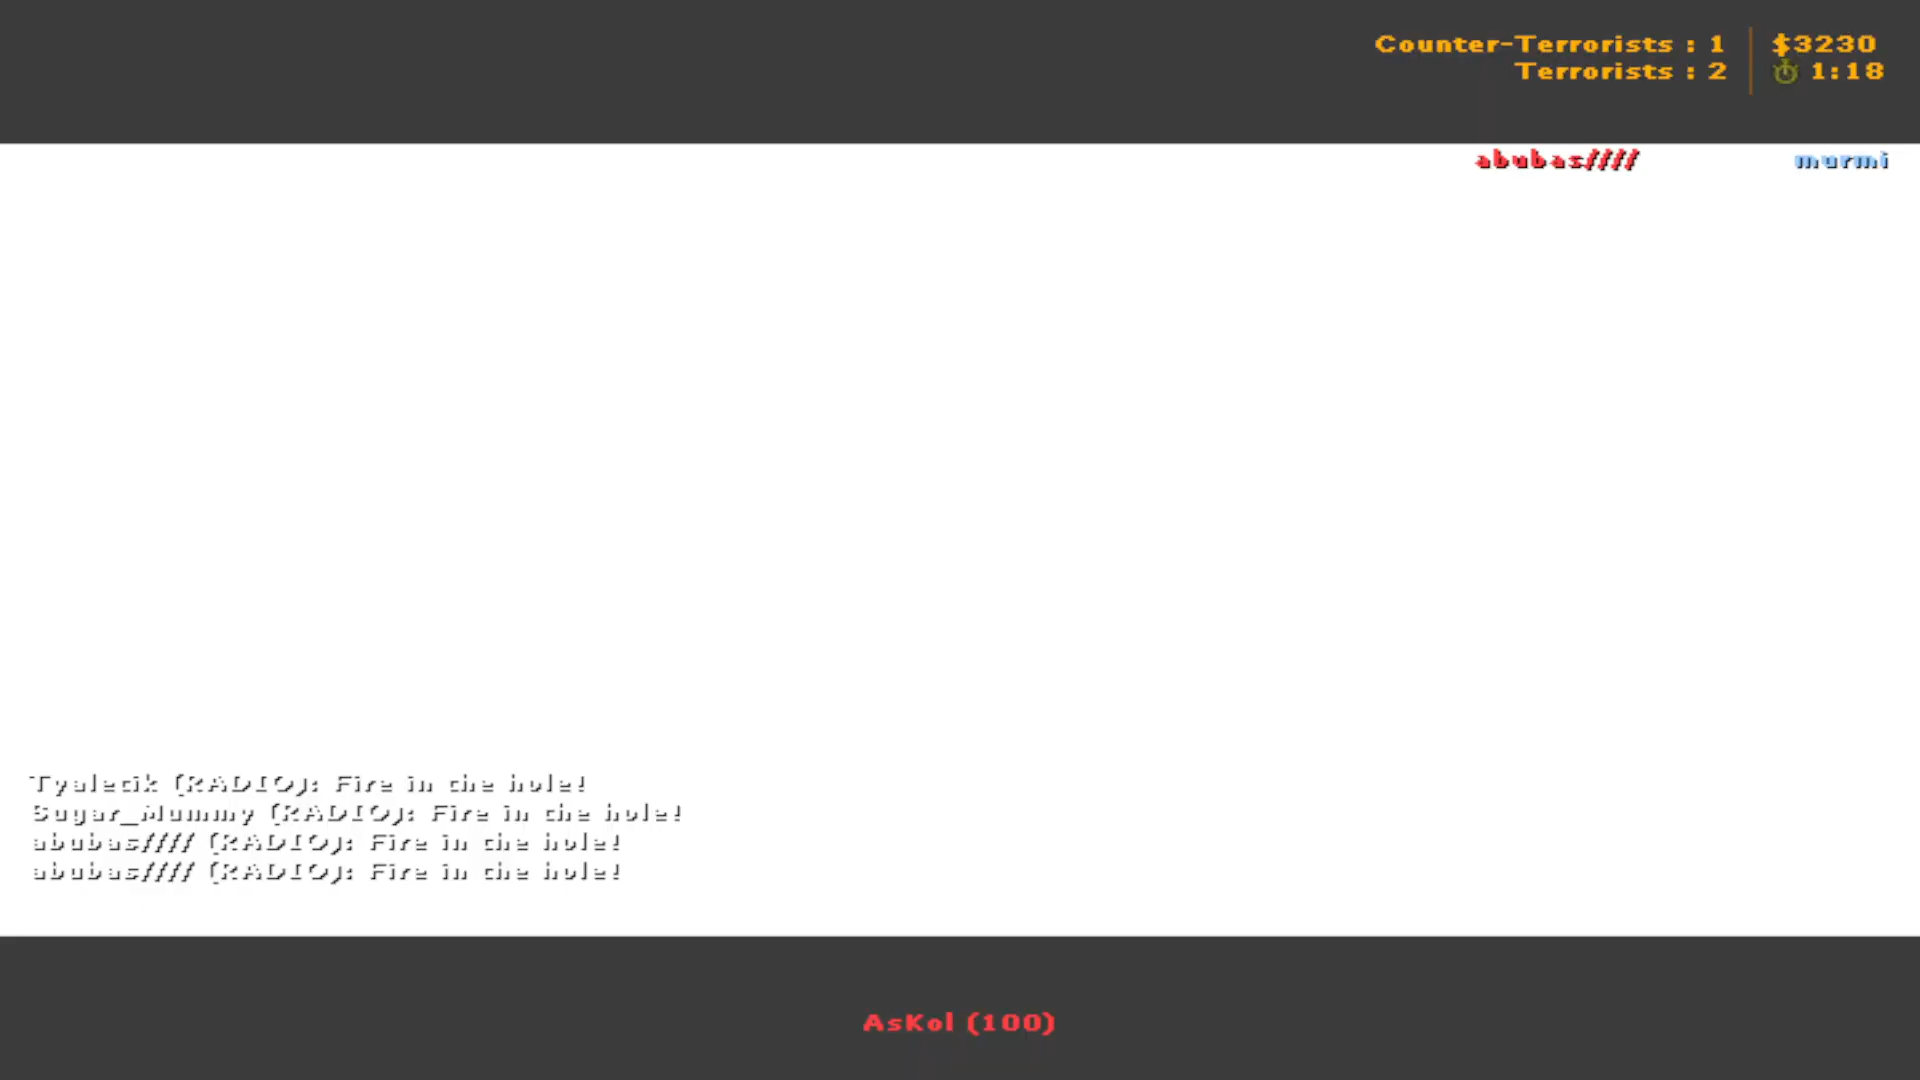 Counter-Terrorists : 1 $3230
Terrorists : 2 1:18
abubas//// murmi
Tyaletik (RADIO): Fire in the hole!
Sugar_Mummy (RADIO): Fire in the hole!
abubas//// (RADIO): Fire in the hole!
abubas//// (RADIO): Fire in the hole!
AsKol (100)